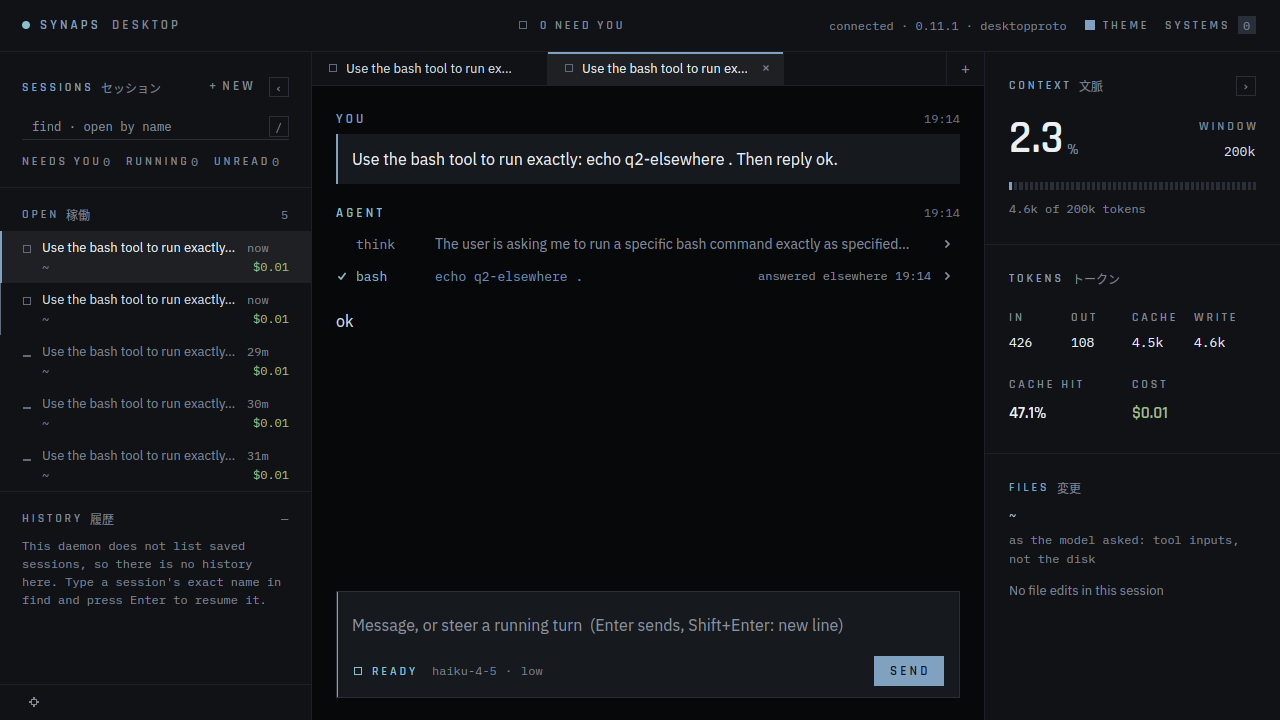 SYNAPS DESKTOP
0 NEED YOU
connected · 0.11.1 · desktopproto
THEME
SYSTEMS 0
SESSIONS セッション
+ NEW
‹
find · open by name
/
NEEDS YOU 0 RUNNING 0 UNREAD 0
OPEN 稼働
5
Use the bash tool to run exactly... now
~ $0.01
Use the bash tool to run exactly... now
~ $0.01
Use the bash tool to run exactly... 29m
~ $0.01
Use the bash tool to run exactly... 30m
~ $0.01
Use the bash tool to run exactly... 31m
~ $0.01
HISTORY 履歴
—
This daemon does not list saved
sessions, so there is no history
here. Type a session's exact name in
find and press Enter to resume it.
Use the bash tool to run ex...
Use the bash tool to run ex... ×
+
YOU 19:14
Use the bash tool to run exactly: echo q2-elsewhere . Then reply ok.
AGENT 19:14
think The user is asking me to run a specific bash command exactly as specified... ›
✓ bash echo q2-elsewhere . answered elsewhere 19:14 ›
ok
Message, or steer a running turn (Enter sends, Shift+Enter: new line)
READY haiku-4-5 · low
SEND
CONTEXT 文脈
›
2.3 %
WINDOW
200k
4.6k of 200k tokens
TOKENS トークン
IN OUT CACHE WRITE
426 108 4.5k 4.6k
CACHE HIT COST
47.1% $0.01
FILES 変更
~
as the model asked: tool inputs,
not the disk
No file edits in this session